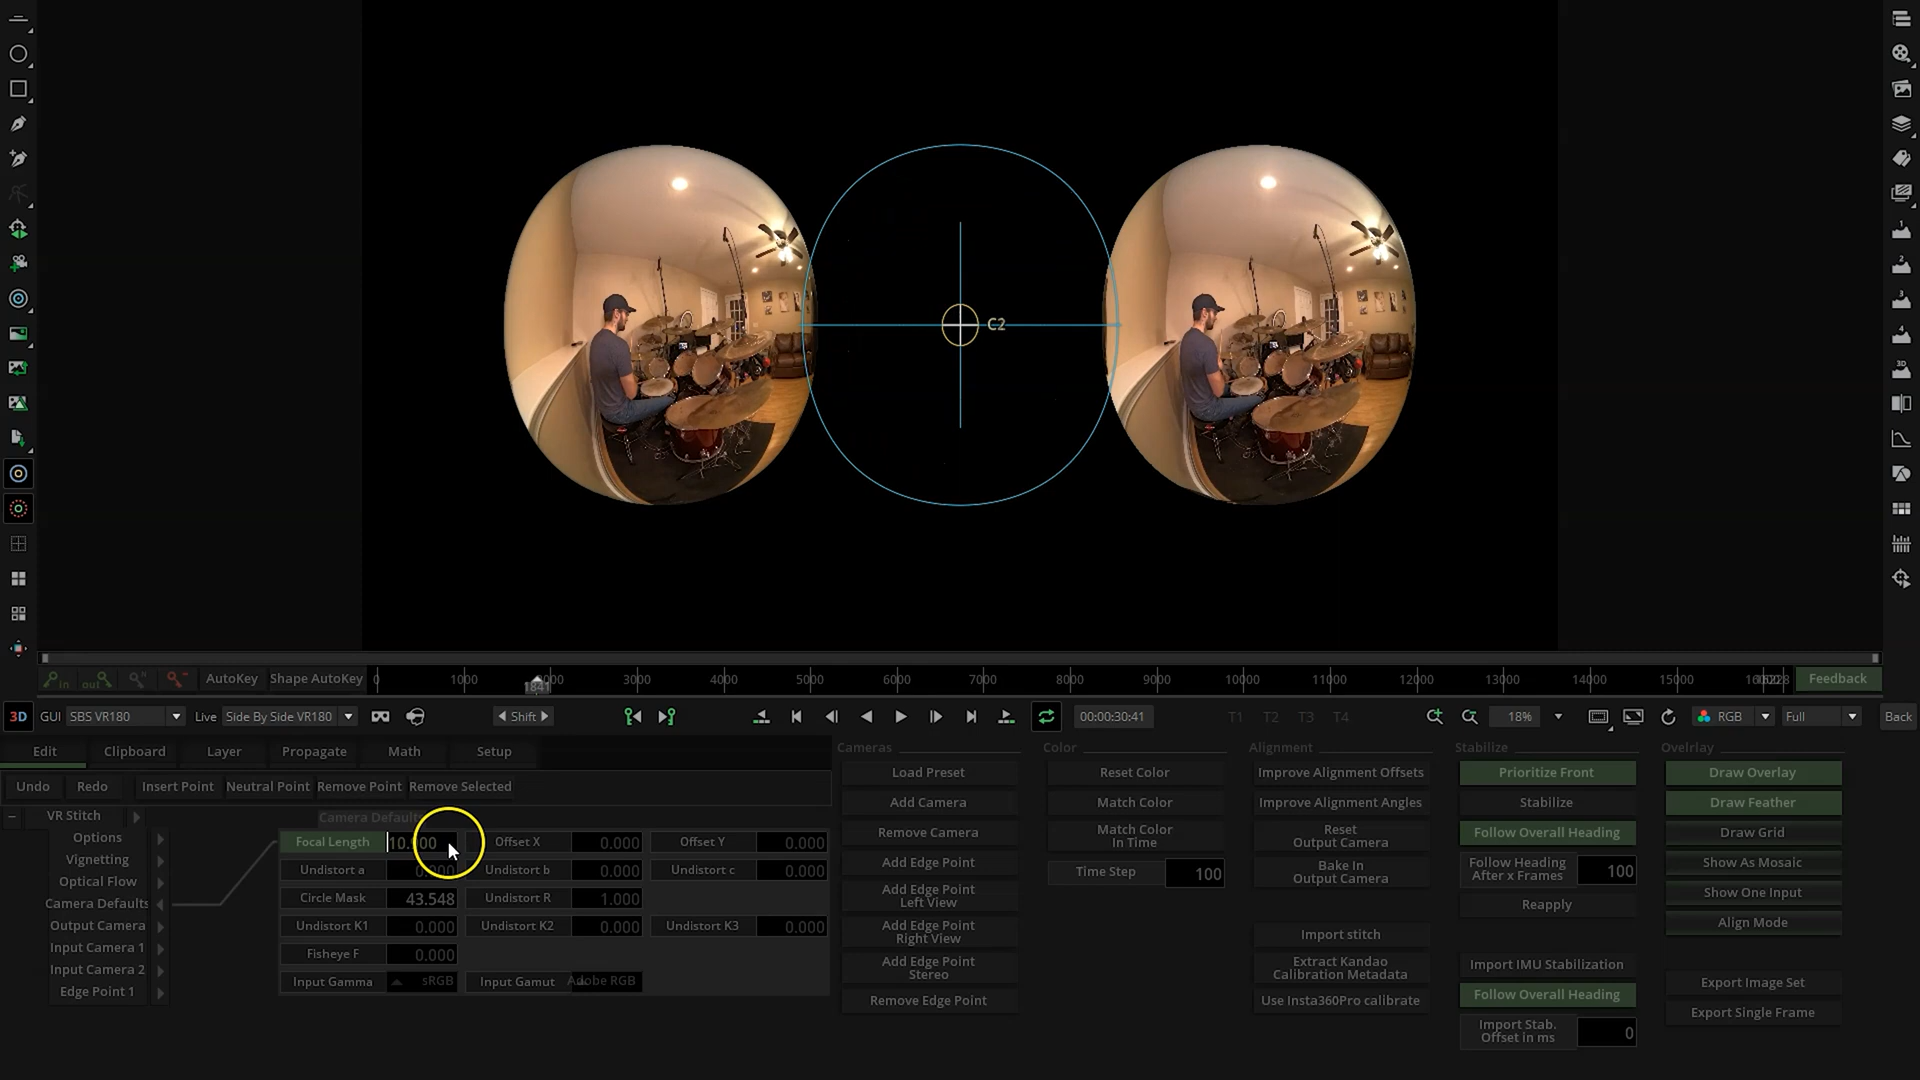 C2
In
out
AutoKey
Shape AutoKey
0
1000
1841
3000
4000
5000
6000
7000
8000
9000
10000
11000
12000
13000
14000
15000
Feedback
3D
GUI
SBS VR180
Live
Side By Side VR180
Shift
00:00:30:41
T1
T2
T3
T4
18%
RGB
Full
Back
Edit
Clipboard
Layer
Propagate
Math
Setup
Undo
Redo
Insert Point
Neutral Point
Remove Point
Remove Selected
VR Stitch
Options
Vignetting
Optical Flow
Camera Defaults
Output Camera
Input Camera 1
Input Camera 2
Edge Point 1
Focal Length
Offset X
0.000
Offset Y
0.000
Undistort a
0.000
Undistort b
0.000
Undistort c
0.000
Circle Mask
43.548
Undistort R
1.000
Undistort K1
0.000
Undistort K2
0.000
Undistort K3
0.000
Fisheye F
0.000
Input Gamma
sRGB
Input Gamut
Adobe RGB
Cameras
Load Preset
Add Camera
Remove Camera
Add Edge Point
Add Edge Point
Left View
Add Edge Point
Right View
Add Edge Point
Stereo
Remove Edge Point
Color
Reset Color
Match Color
Match Color
In Time
Time Step
100
Alignment
Improve Alignment Offsets
Improve Alignment Angles
Reset
Output Camera
Bake In
Output Camera
Import stitch
Extract Kandao
Calibration Metadata
Use Insta360Pro calibrate
Stabilize
Prioritize Front
Stabilize
Follow Overall Heading
Follow Heading
After x Frames
100
Reapply
Import IMU Stabilization
Follow Overall Heading
Import Stab.
Offset in ms
0
Overlray
Draw Overlay
Draw Feather
Draw Grid
Show As Mosaic
Show One Input
Align Mode
Export Image Set
Export Single Frame